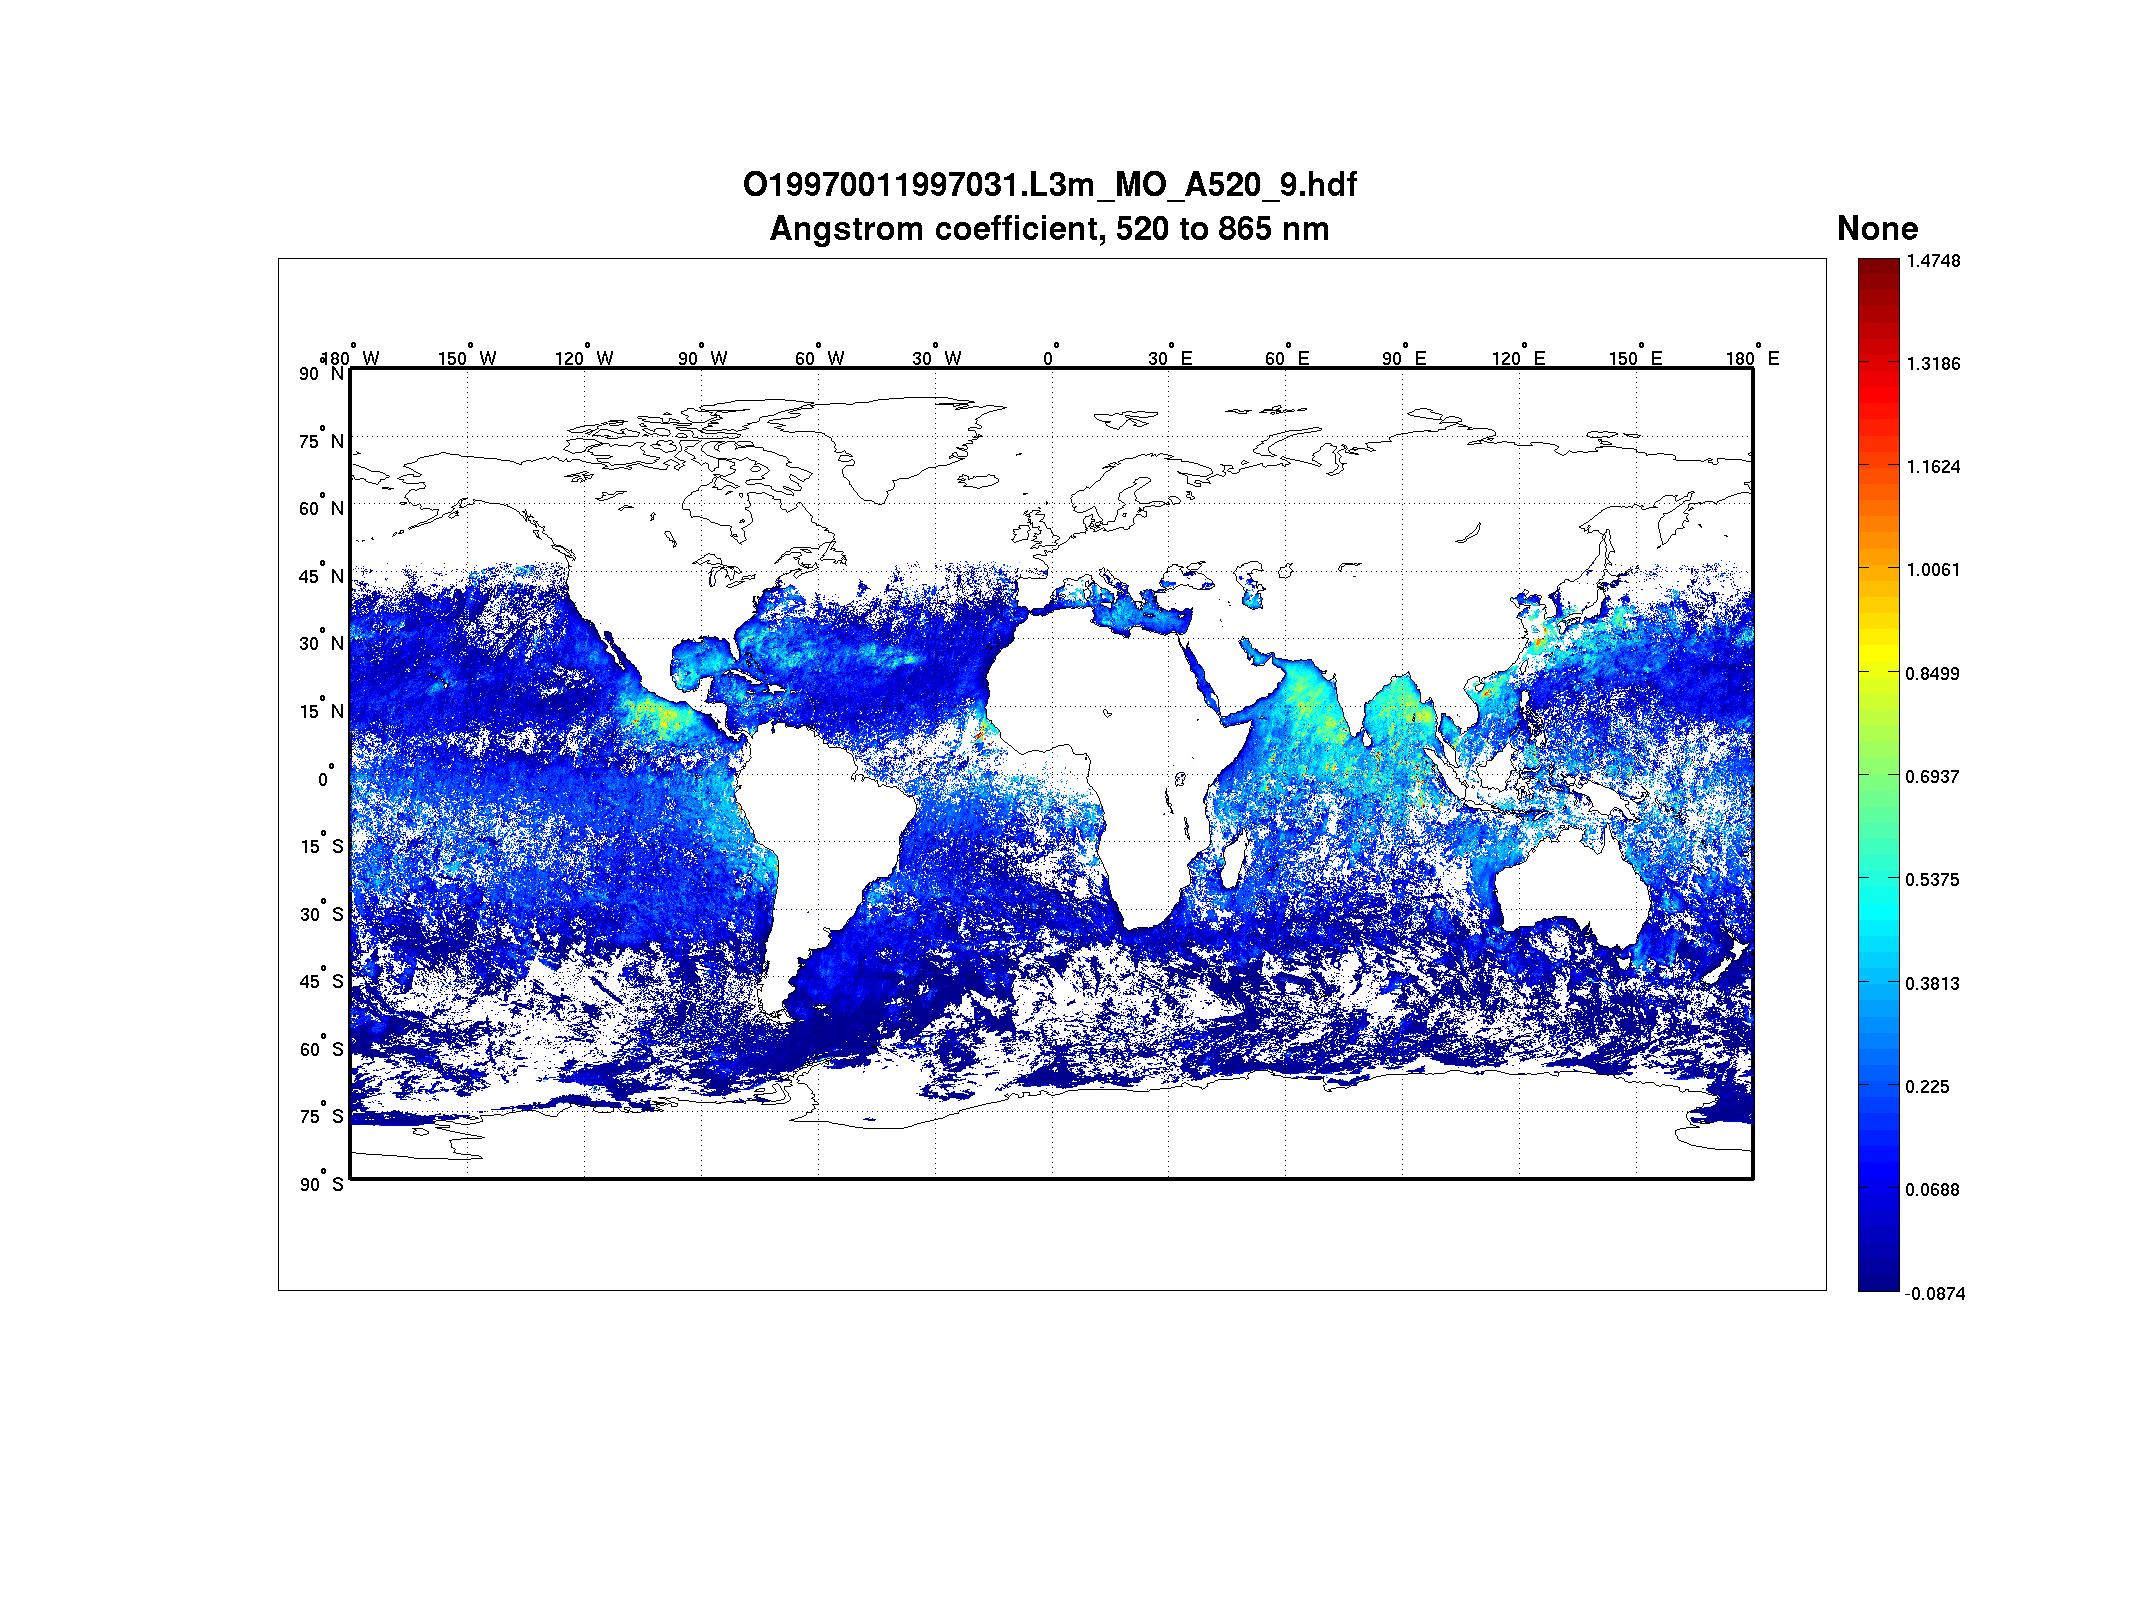 O19970011997031.L3m_MO_A520_9.hdf
Angstrom coefficient, 520 to 865 nm
None
180° W 150° W 120° W 90° W 60° W 30° W 0° 30° E 60° E 90° E 120° E 150° E 180° E
90° N
75° N
60° N
45° N
30° N
15° N
0°
15° S
30° S
45° S
60° S
75° S
90° S
1.4748
1.3186
1.1624
1.0061
0.8499
0.6937
0.5375
0.3813
0.225
0.0688
-0.0874